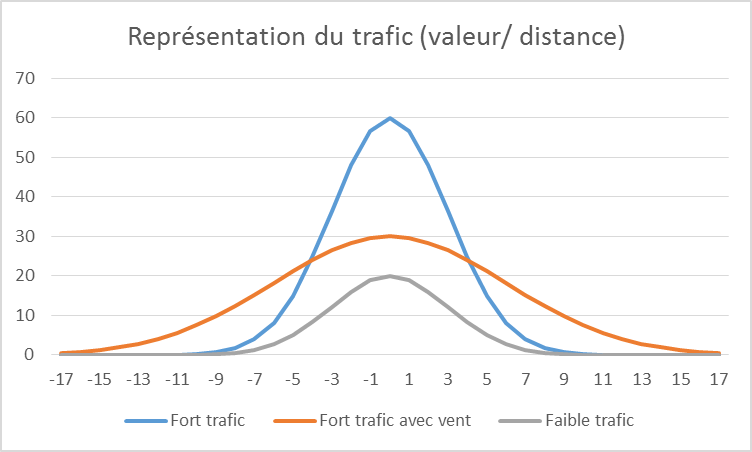 Représentation du trafic (valeur/ distance)
70
60
50
40
30
20
10
0
-17 -15 -13 -11 -9 -7 -5 -3 -1 1 3 5 7 9 11 13 15 17
Fort trafic Fort trafic avec vent Faible trafic